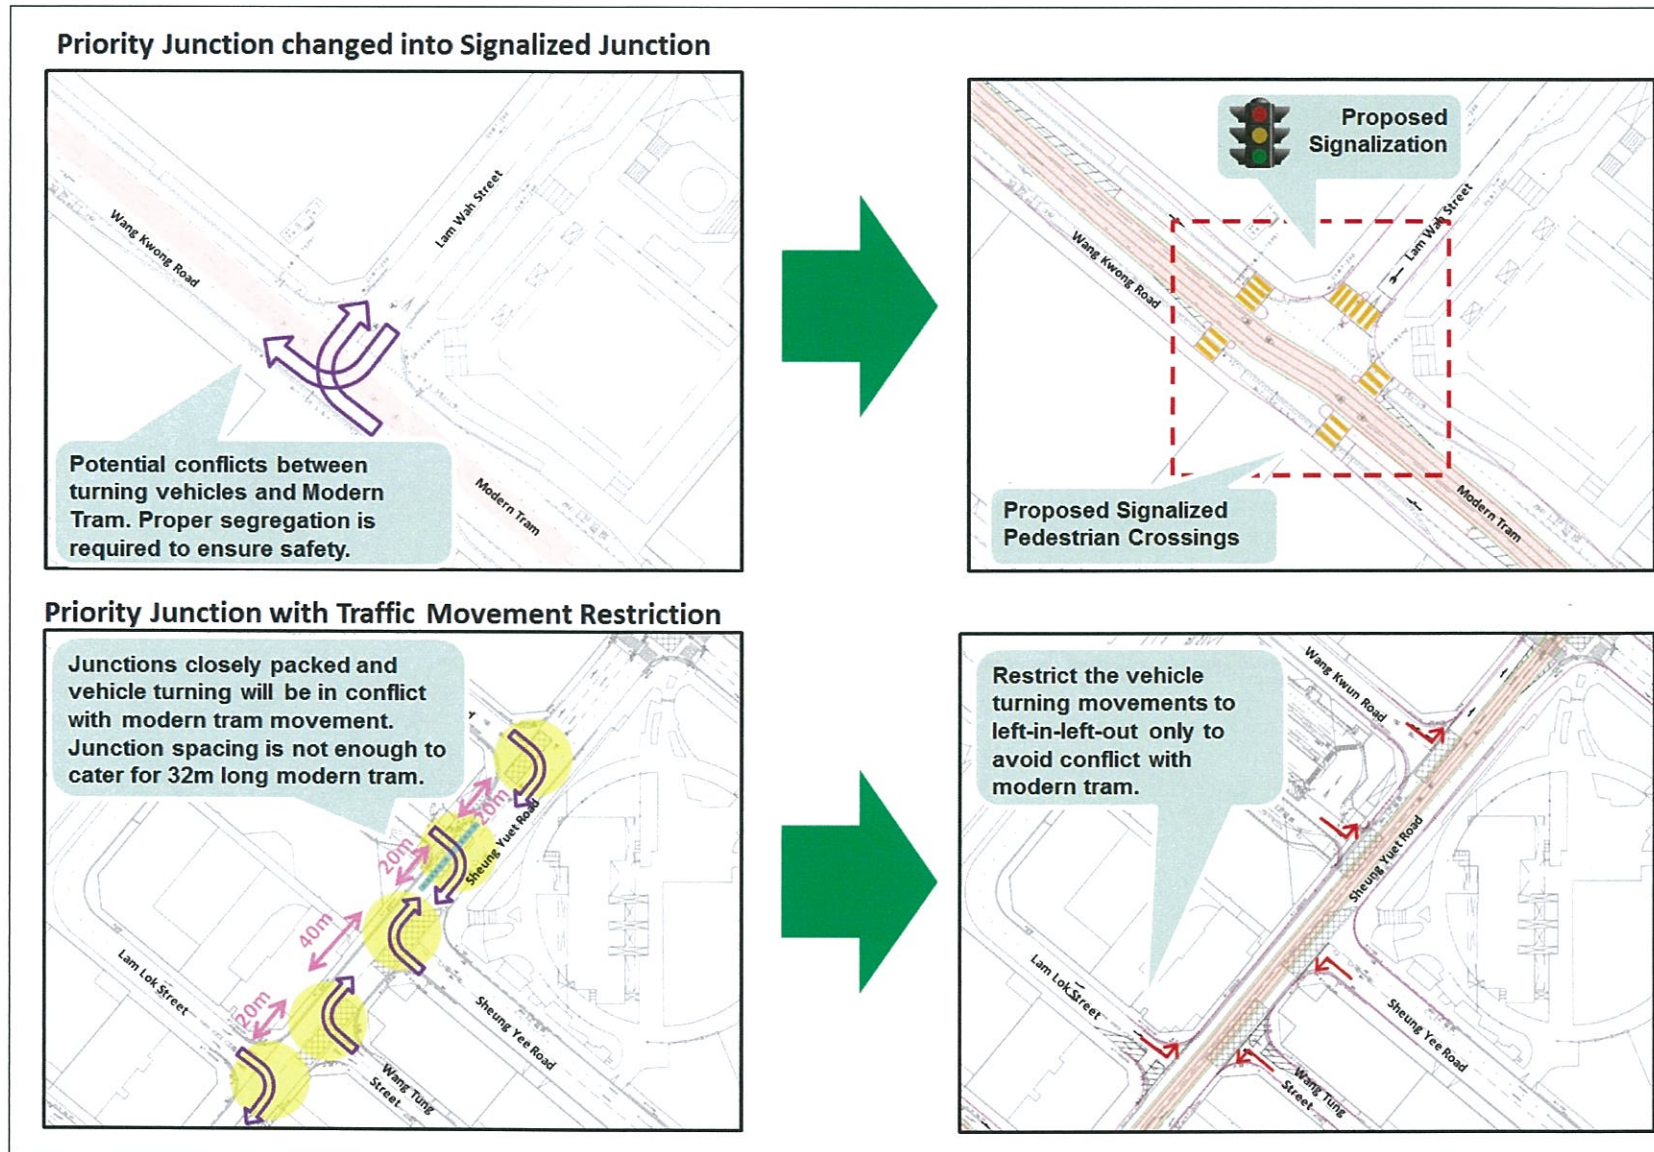 Priority Junction changed into Signalized Junction
Wang Kwong Road
Lam Wah Street
Modern Tram
Potential conflicts between
turning vehicles and Modern
Tram. Proper segregation is
required to ensure safety.
Proposed
Signalization
Wang Kwong Road
Lam Wah Street
Modern Tram
Proposed Signalized
Pedestrian Crossings
Priority Junction with Traffic Movement Restriction
Junctions closely packed and
vehicle turning will be in conflict
with modern tram movement.
Junction spacing is not enough to
cater for 32m long modern tram.
20m
20m
40m
20m
Sheung Yuet Road
Lam Lok Street
Sheung Yee Road
Wang Tung
Street
Restrict the vehicle
turning movements to
left-in-left-out only to
avoid conflict with
modern tram.
Wang Kwun Road
Sheung Yuet Road
Lam Lok Street
Sheung Yee Road
Wang Tung
Street